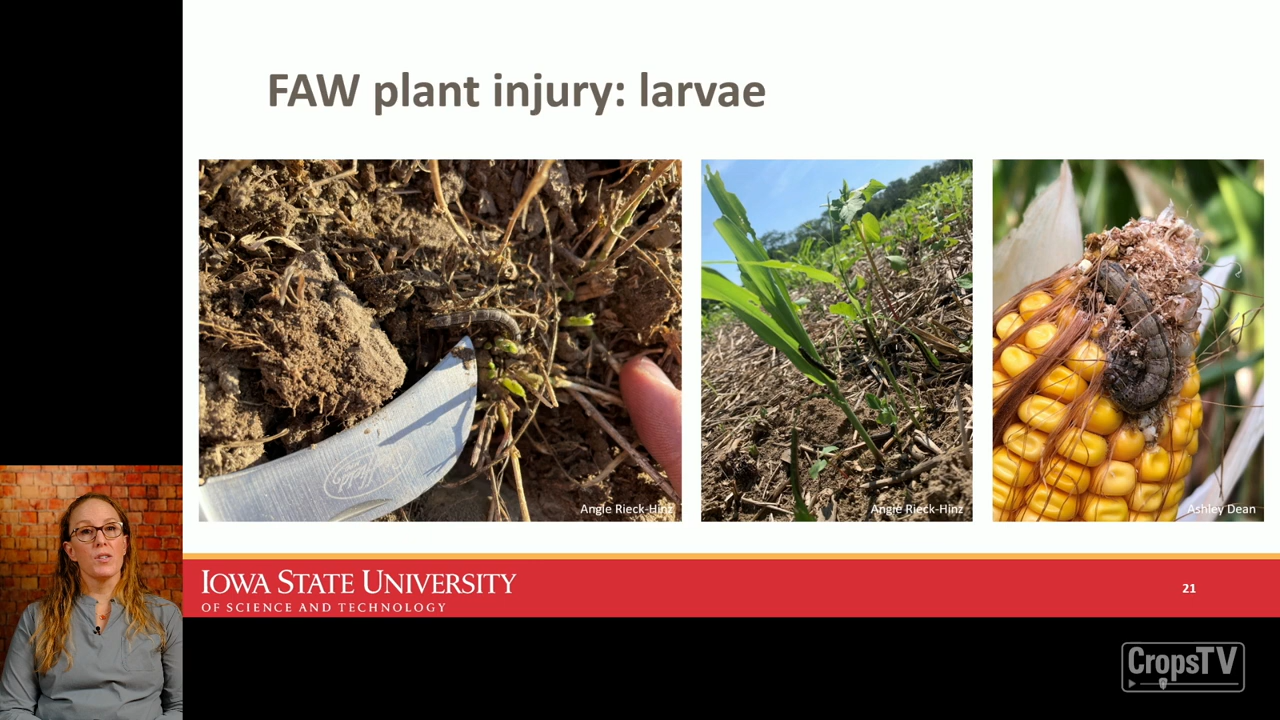 FAW plant injury: larvae
Angie Rieck-Hinz
Angie Rieck-Hinz
Ashley Dean
IOWA STATE UNIVERSITY
OF SCIENCE AND TECHNOLOGY
21
CropsTV